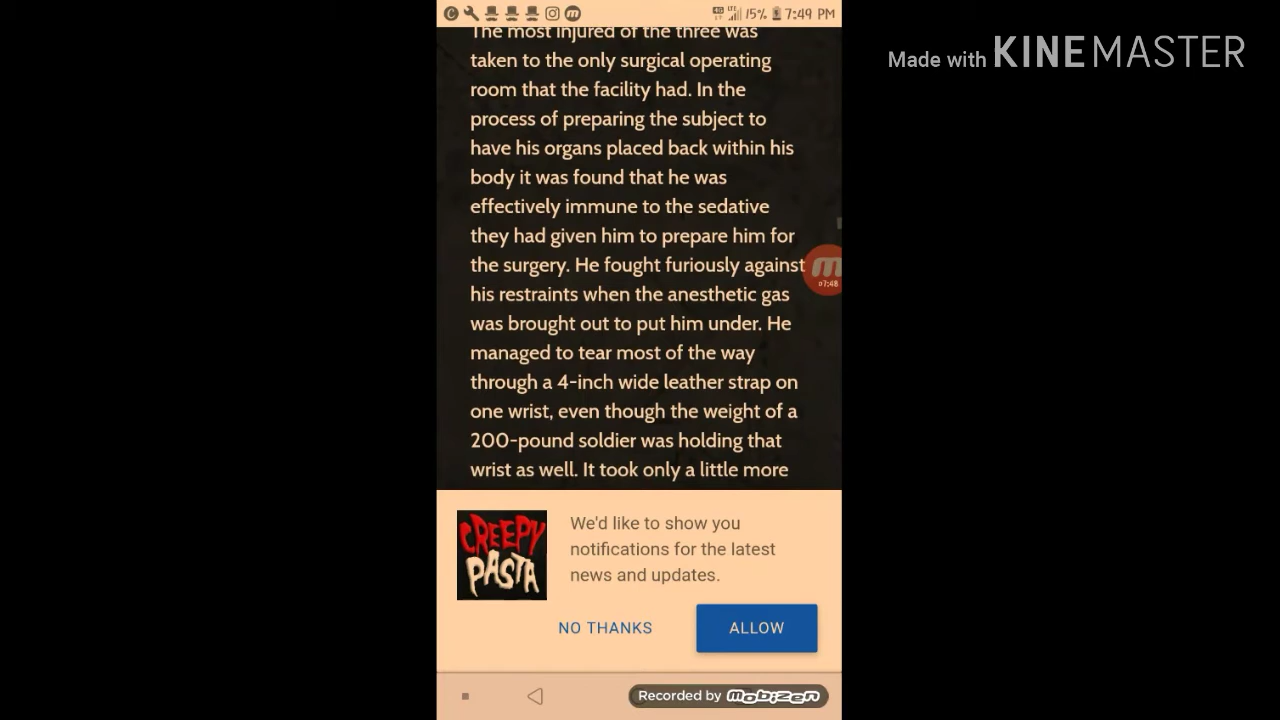 15% 7:49 PM
Made with KINEMASTER
The most injured of the three was
taken to the only surgical operating
room that the facility had. In the
process of preparing the subject to
have his organs placed back within his
body it was found that he was
effectively immune to the sedative
they had given him to prepare him for
the surgery. He fought furiously against
his restraints when the anesthetic gas
was brought out to put him under. He
managed to tear most of the way
through a 4-inch wide leather strap on
one wrist, even though the weight of a
200-pound soldier was holding that
wrist as well. It took only a little more
07:48
CREEPY
PASTA
We'd like to show you
notifications for the latest
news and updates.
NO THANKS ALLOW
Recorded by mobizen